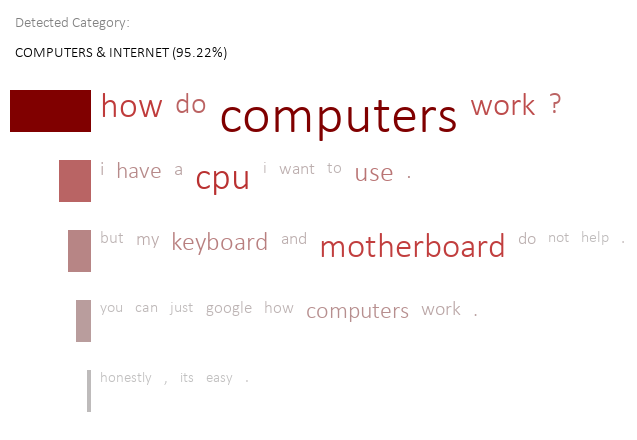 Detected Category:
COMPUTERS & INTERNET (95.22%)
how do computers work ?
i have a cpu i want to use .
but my keyboard and motherboard do not help .
you can just google how computers work .
honestly , its easy .